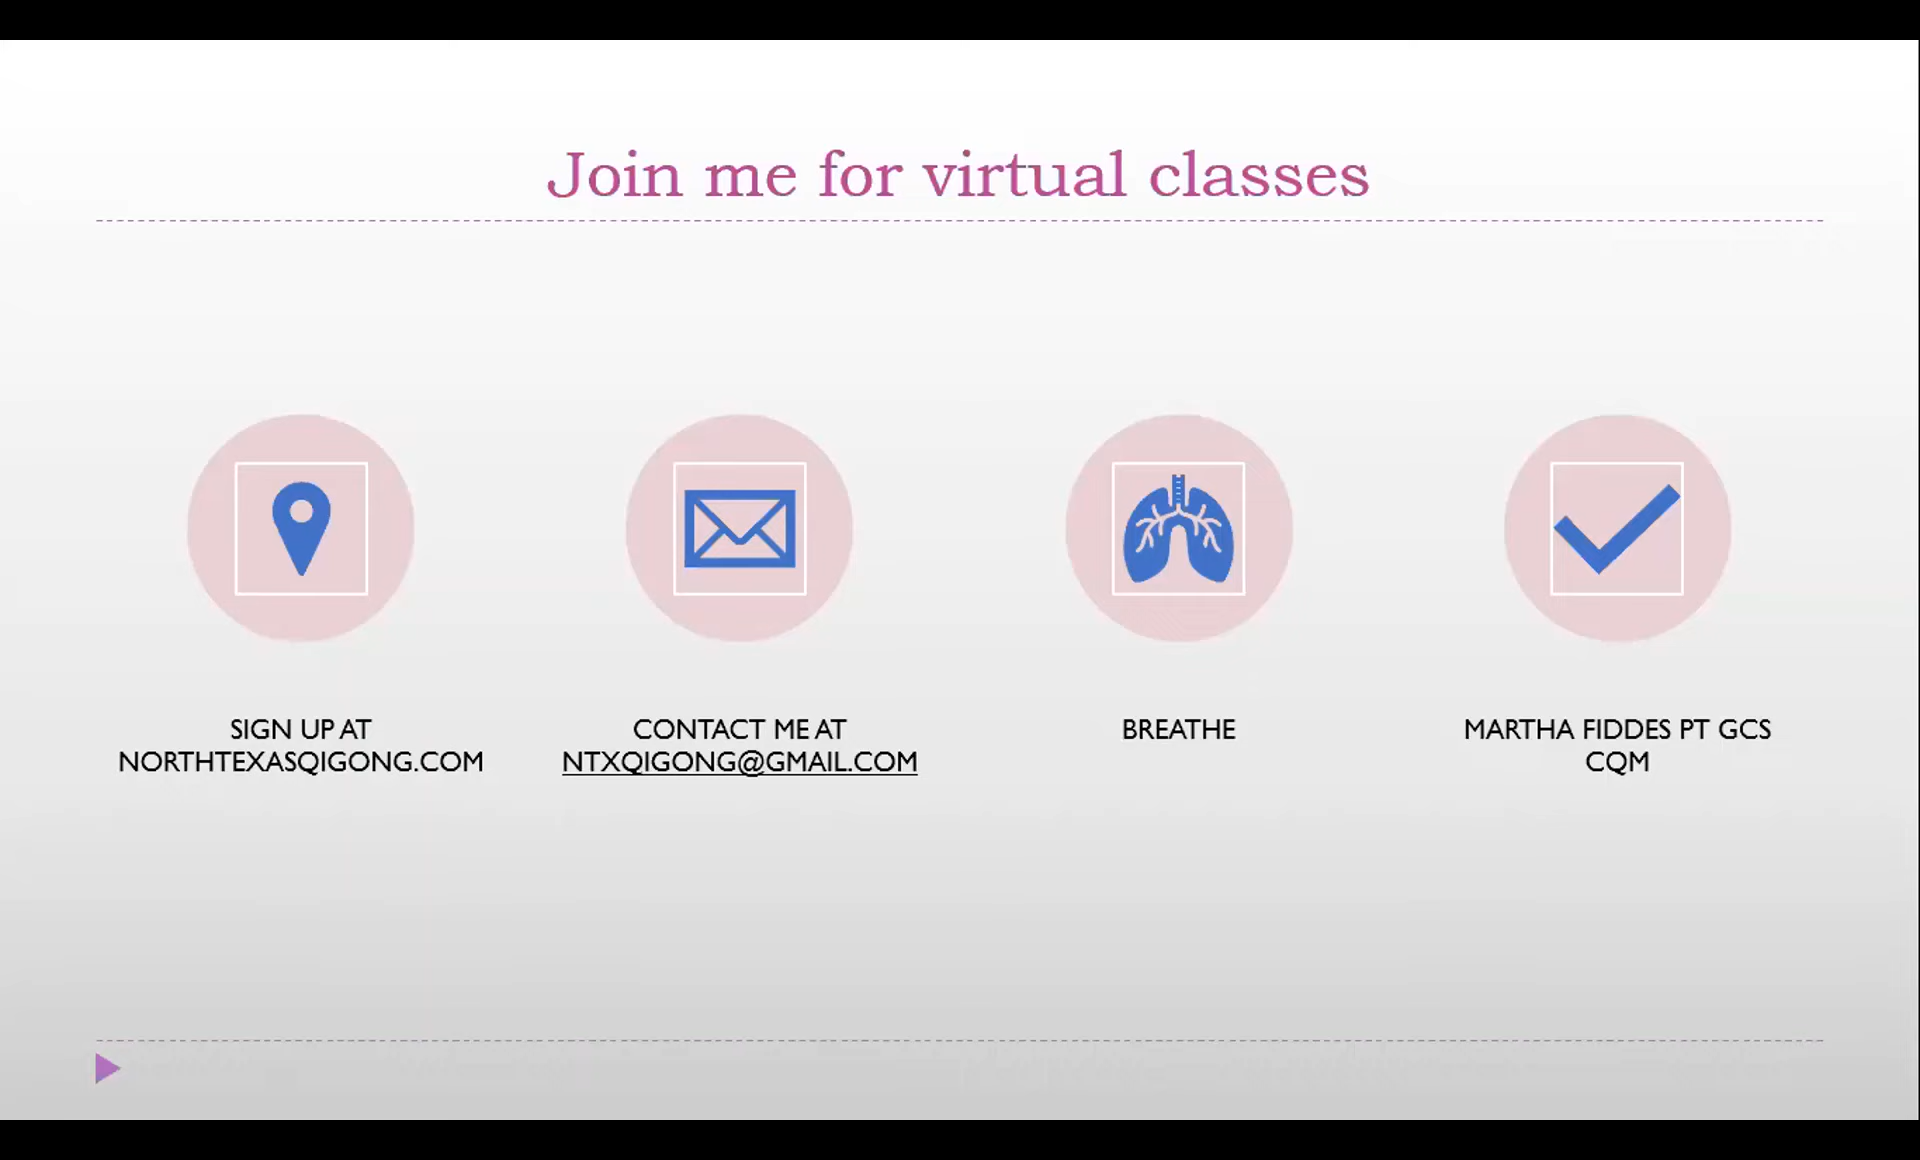 Join me for virtual classes
SIGN UP AT
NORTHTEXASQIGONG.COM
CONTACT ME AT
NTXQIGONG@GMAIL.COM
BREATHE
MARTHA FIDDES PT GCS
CQM